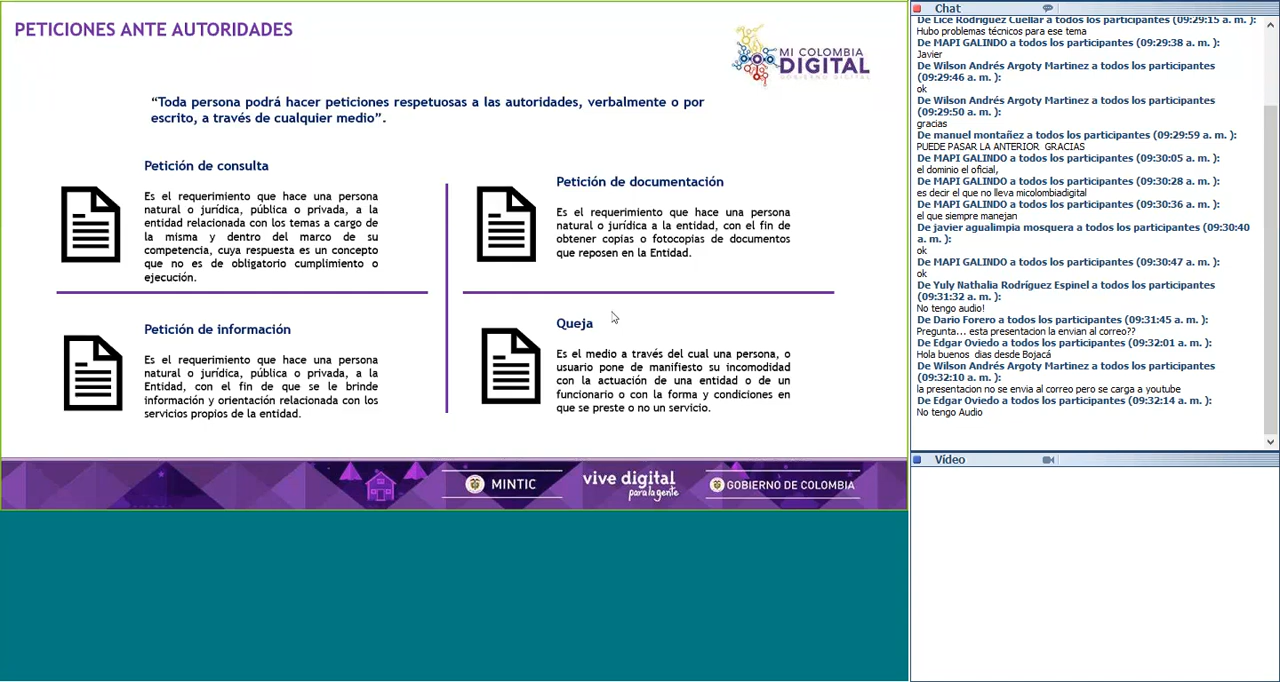 PETICIONES ANTE AUTORIDADES
MI COLOMBIA
DIGITAL
GOBIERNO DIGITAL
“Toda persona podrá hacer peticiones respetuosas a las autoridades, verbalmente o por
escrito, a través de cualquier medio”.
Petición de consulta
Es el requerimiento que hace una persona
natural o jurídica, pública o privada, a la
entidad relacionada con los temas a cargo de
la misma y dentro del marco de su
competencia, cuya respuesta es un concepto
que no es de obligatorio cumplimiento o
ejecución.
Petición de documentación
Es el requerimiento que hace una persona
natural o jurídica a la entidad, con el fin de
obtener copias o fotocopias de documentos
que reposen en la Entidad.
Petición de información
Es el requerimiento que hace una persona
natural o jurídica, pública o privada, a la
Entidad, con el fin de que se le brinde
información y orientación relacionada con los
servicios propios de la entidad.
Queja
Es el medio a través del cual una persona, o
usuario pone de manifiesto su incomodidad
con la actuación de una entidad o de un
funcionario o con la forma y condiciones en
que se preste o no un servicio.
MINTIC
vive digital
para la gente
GOBIERNO DE COLOMBIA
Chat
De Lice Rodriguez Cuellar a todos los participantes (09:29:15 a. m. ):
Hubo problemas técnicos para ese tema
De MAPI GALINDO a todos los participantes (09:29:38 a. m. ):
Javier
De Wilson Andrés Argoty Martinez a todos los participantes
(09:29:46 a. m. ):
ok
De Wilson Andrés Argoty Martinez a todos los participantes
(09:29:50 a. m. ):
gracias
De manuel montañez a todos los participantes (09:29:59 a. m. ):
PUEDE PASAR LA ANTERIOR GRACIAS
De MAPI GALINDO a todos los participantes (09:30:05 a. m. ):
el dominio el oficial,
De MAPI GALINDO a todos los participantes (09:30:28 a. m. ):
es decir el que no lleva micolombiadigital
De MAPI GALINDO a todos los participantes (09:30:36 a. m. ):
el que siempre manejan
De javier agualimpia mosquera a todos los participantes (09:30:40
a. m. ):
ok
De MAPI GALINDO a todos los participantes (09:30:47 a. m. ):
ok
De Yuly Nathalia Rodríguez Espinel a todos los participantes
(09:31:32 a. m. ):
No tengo audio!
De Dario Forero a todos los participantes (09:31:45 a. m. ):
Pregunta... esta presentacion la envian al correo??
De Edgar Oviedo a todos los participantes (09:32:01 a. m. ):
Hola buenos dias desde Bojacá
De Wilson Andrés Argoty Martinez a todos los participantes
(09:32:10 a. m. ):
la presentacion no se envia al correo pero se carga a youtube
De Edgar Oviedo a todos los participantes (09:32:14 a. m. ):
No tengo Audio
Vídeo